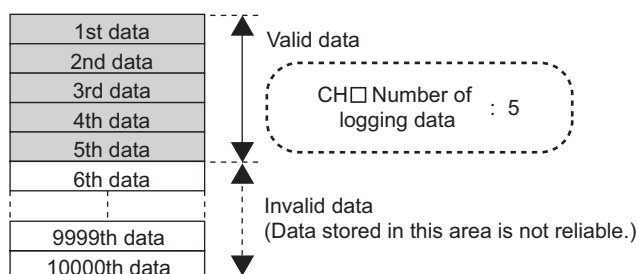 1st data
2nd data
3rd data
4th data
5th data
6th data
9999th data
10000th data
Valid data
CH□ Number of
logging data : 5
Invalid data
(Data stored in this area is not reliable.)